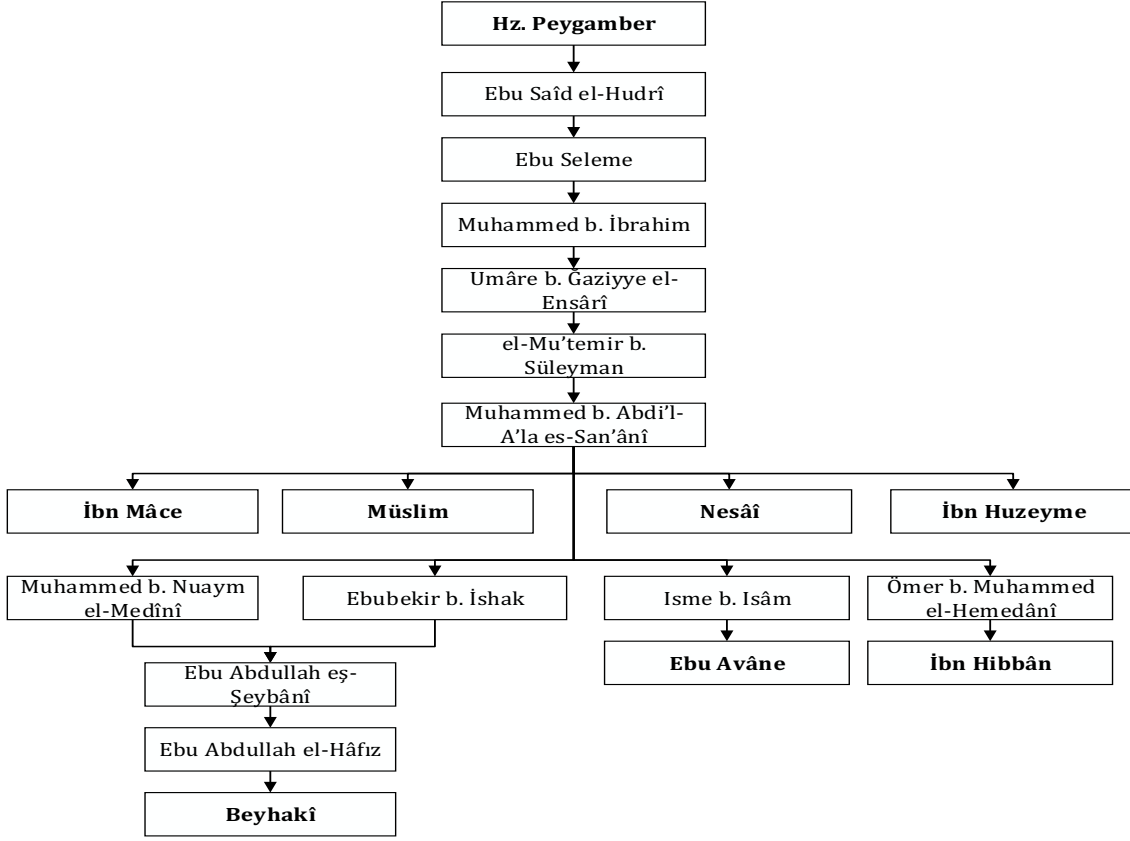 Hz. Peygamber
Ebu Saîd el-Hudrî
Ebu Seleme
Muhammed b. İbrahim
Umâre b. Ğaziyye el-
Ensârî
el-Mu’temir b.
Süleyman
Muhammed b. Abdi’l-
A’la es-San’ânî
İbn Mâce
Müslim
Nesâî
İbn Huzeyme
Muhammed b. Nuaym
el-Medînî
Ebubekir b. İshak
Isme b. Isâm
Ömer b. Muhammed
el-Hemedânî
Ebu Avâne
İbn Hibbân
Ebu Abdullah eş-
Şeybânî
Ebu Abdullah el-Hâfız
Beyhakî